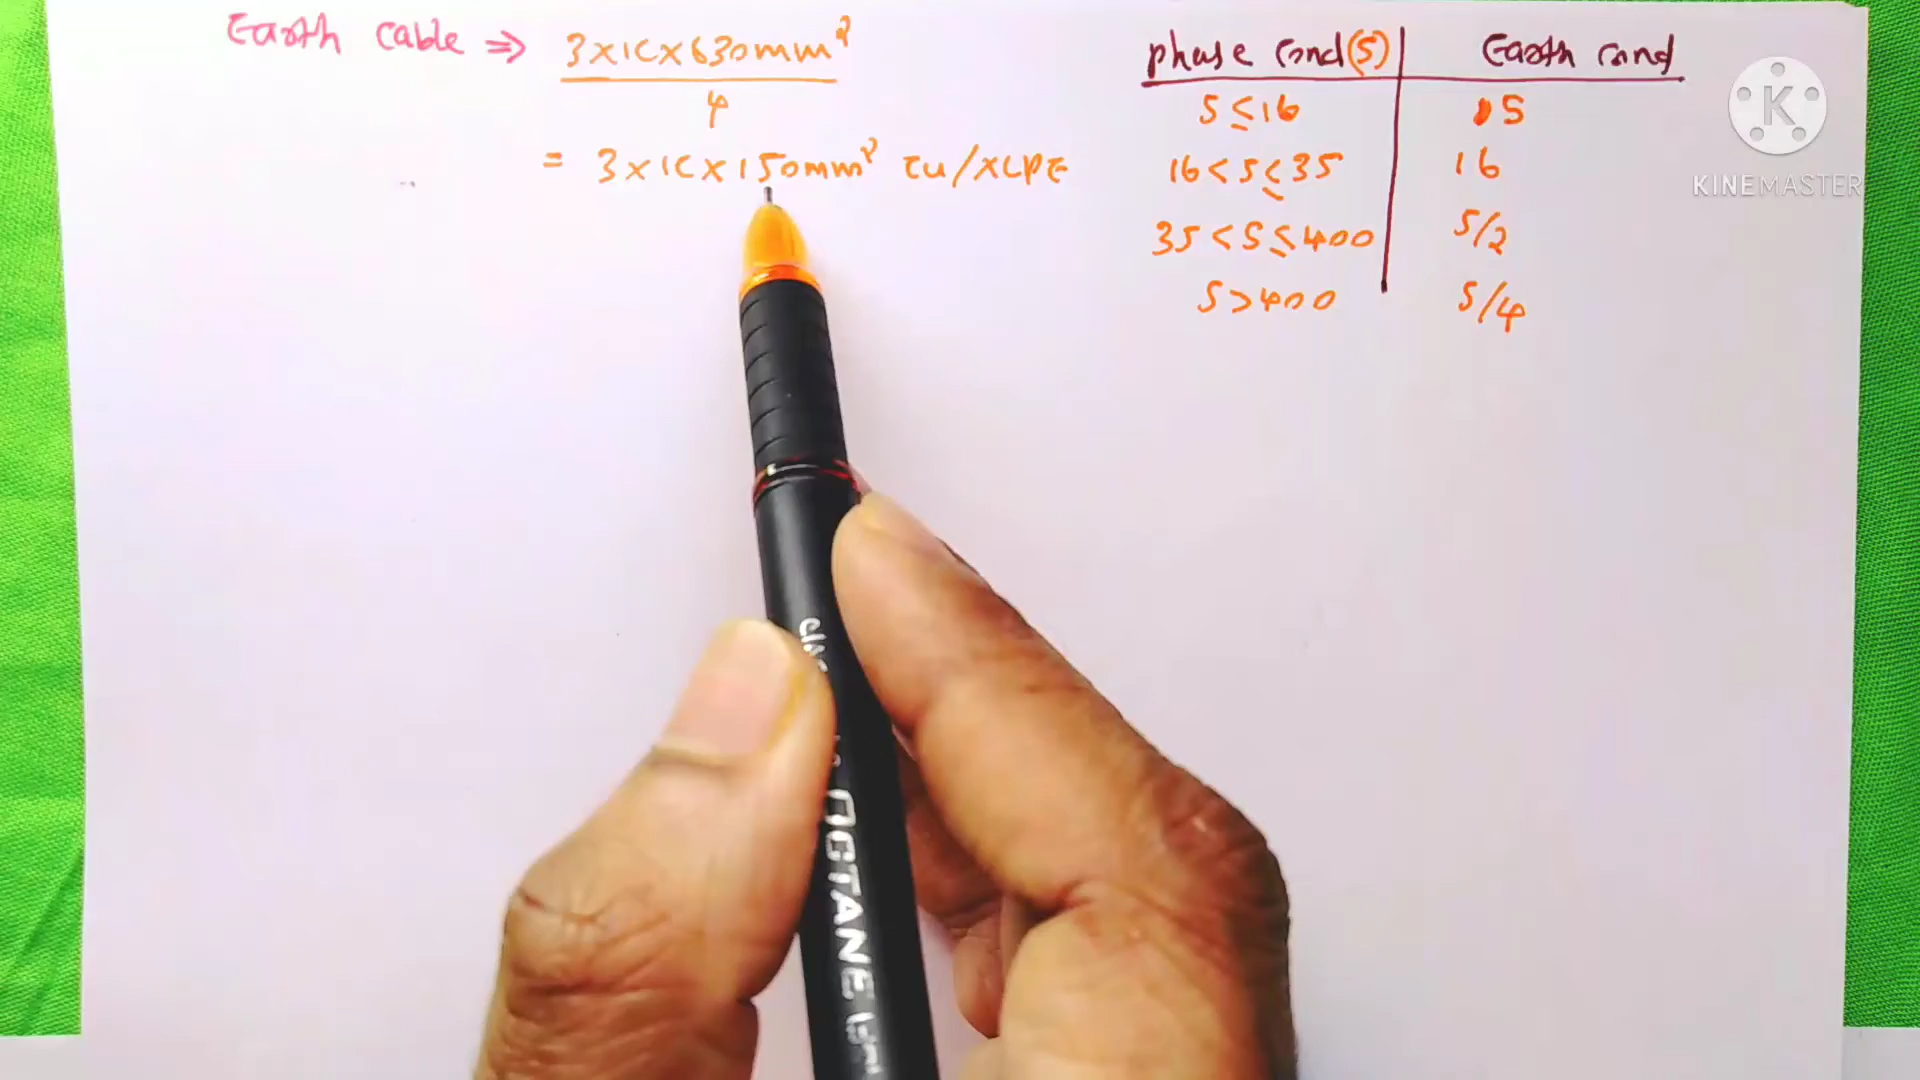 Earth cable ⇒ 3x1Cx630mm²
4
= 3x1Cx150mm² Cu/XLPE
phase cond(S) Earth cond
S≤16 S
16<S≤35 16
35<S≤400 S/2
S>400 S/4
K
KINEMASTER
OCTANE